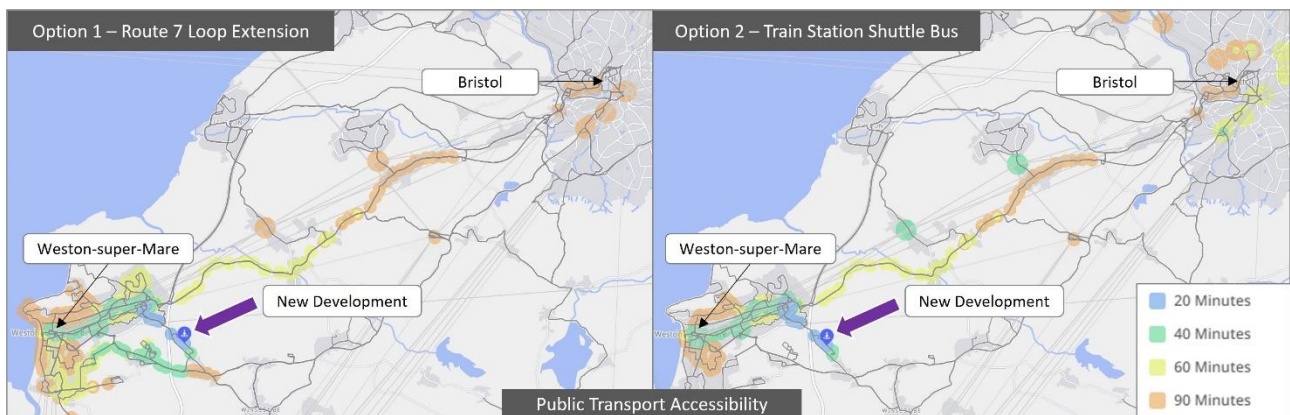 Option 1 – Route 7 Loop Extension
Bristol
Weston-super-Mare
New Development
Option 2 – Train Station Shuttle Bus
Bristol
Weston-super-Mare
New Development
20 Minutes
40 Minutes
60 Minutes
90 Minutes
Public Transport Accessibility